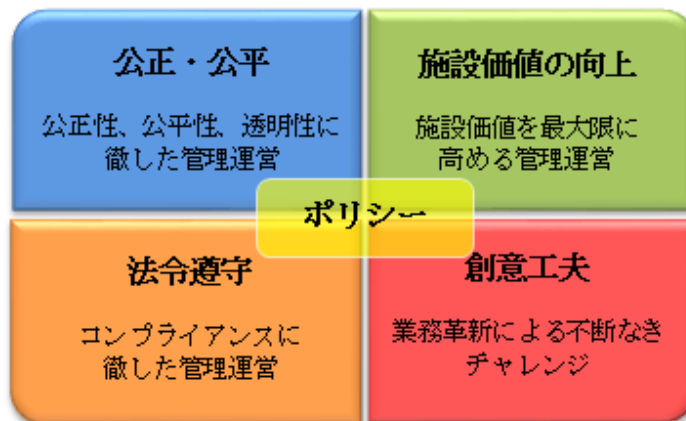 公正・公平
公正性、公平性、透明性に
徹した管理運営
施設価値の向上
施設価値を最大限に
高める管理運営
ポリシー
法令遵守
コンプライアンスに
徹した管理運営
創意工夫
業務革新による不断なき
チャレンジ